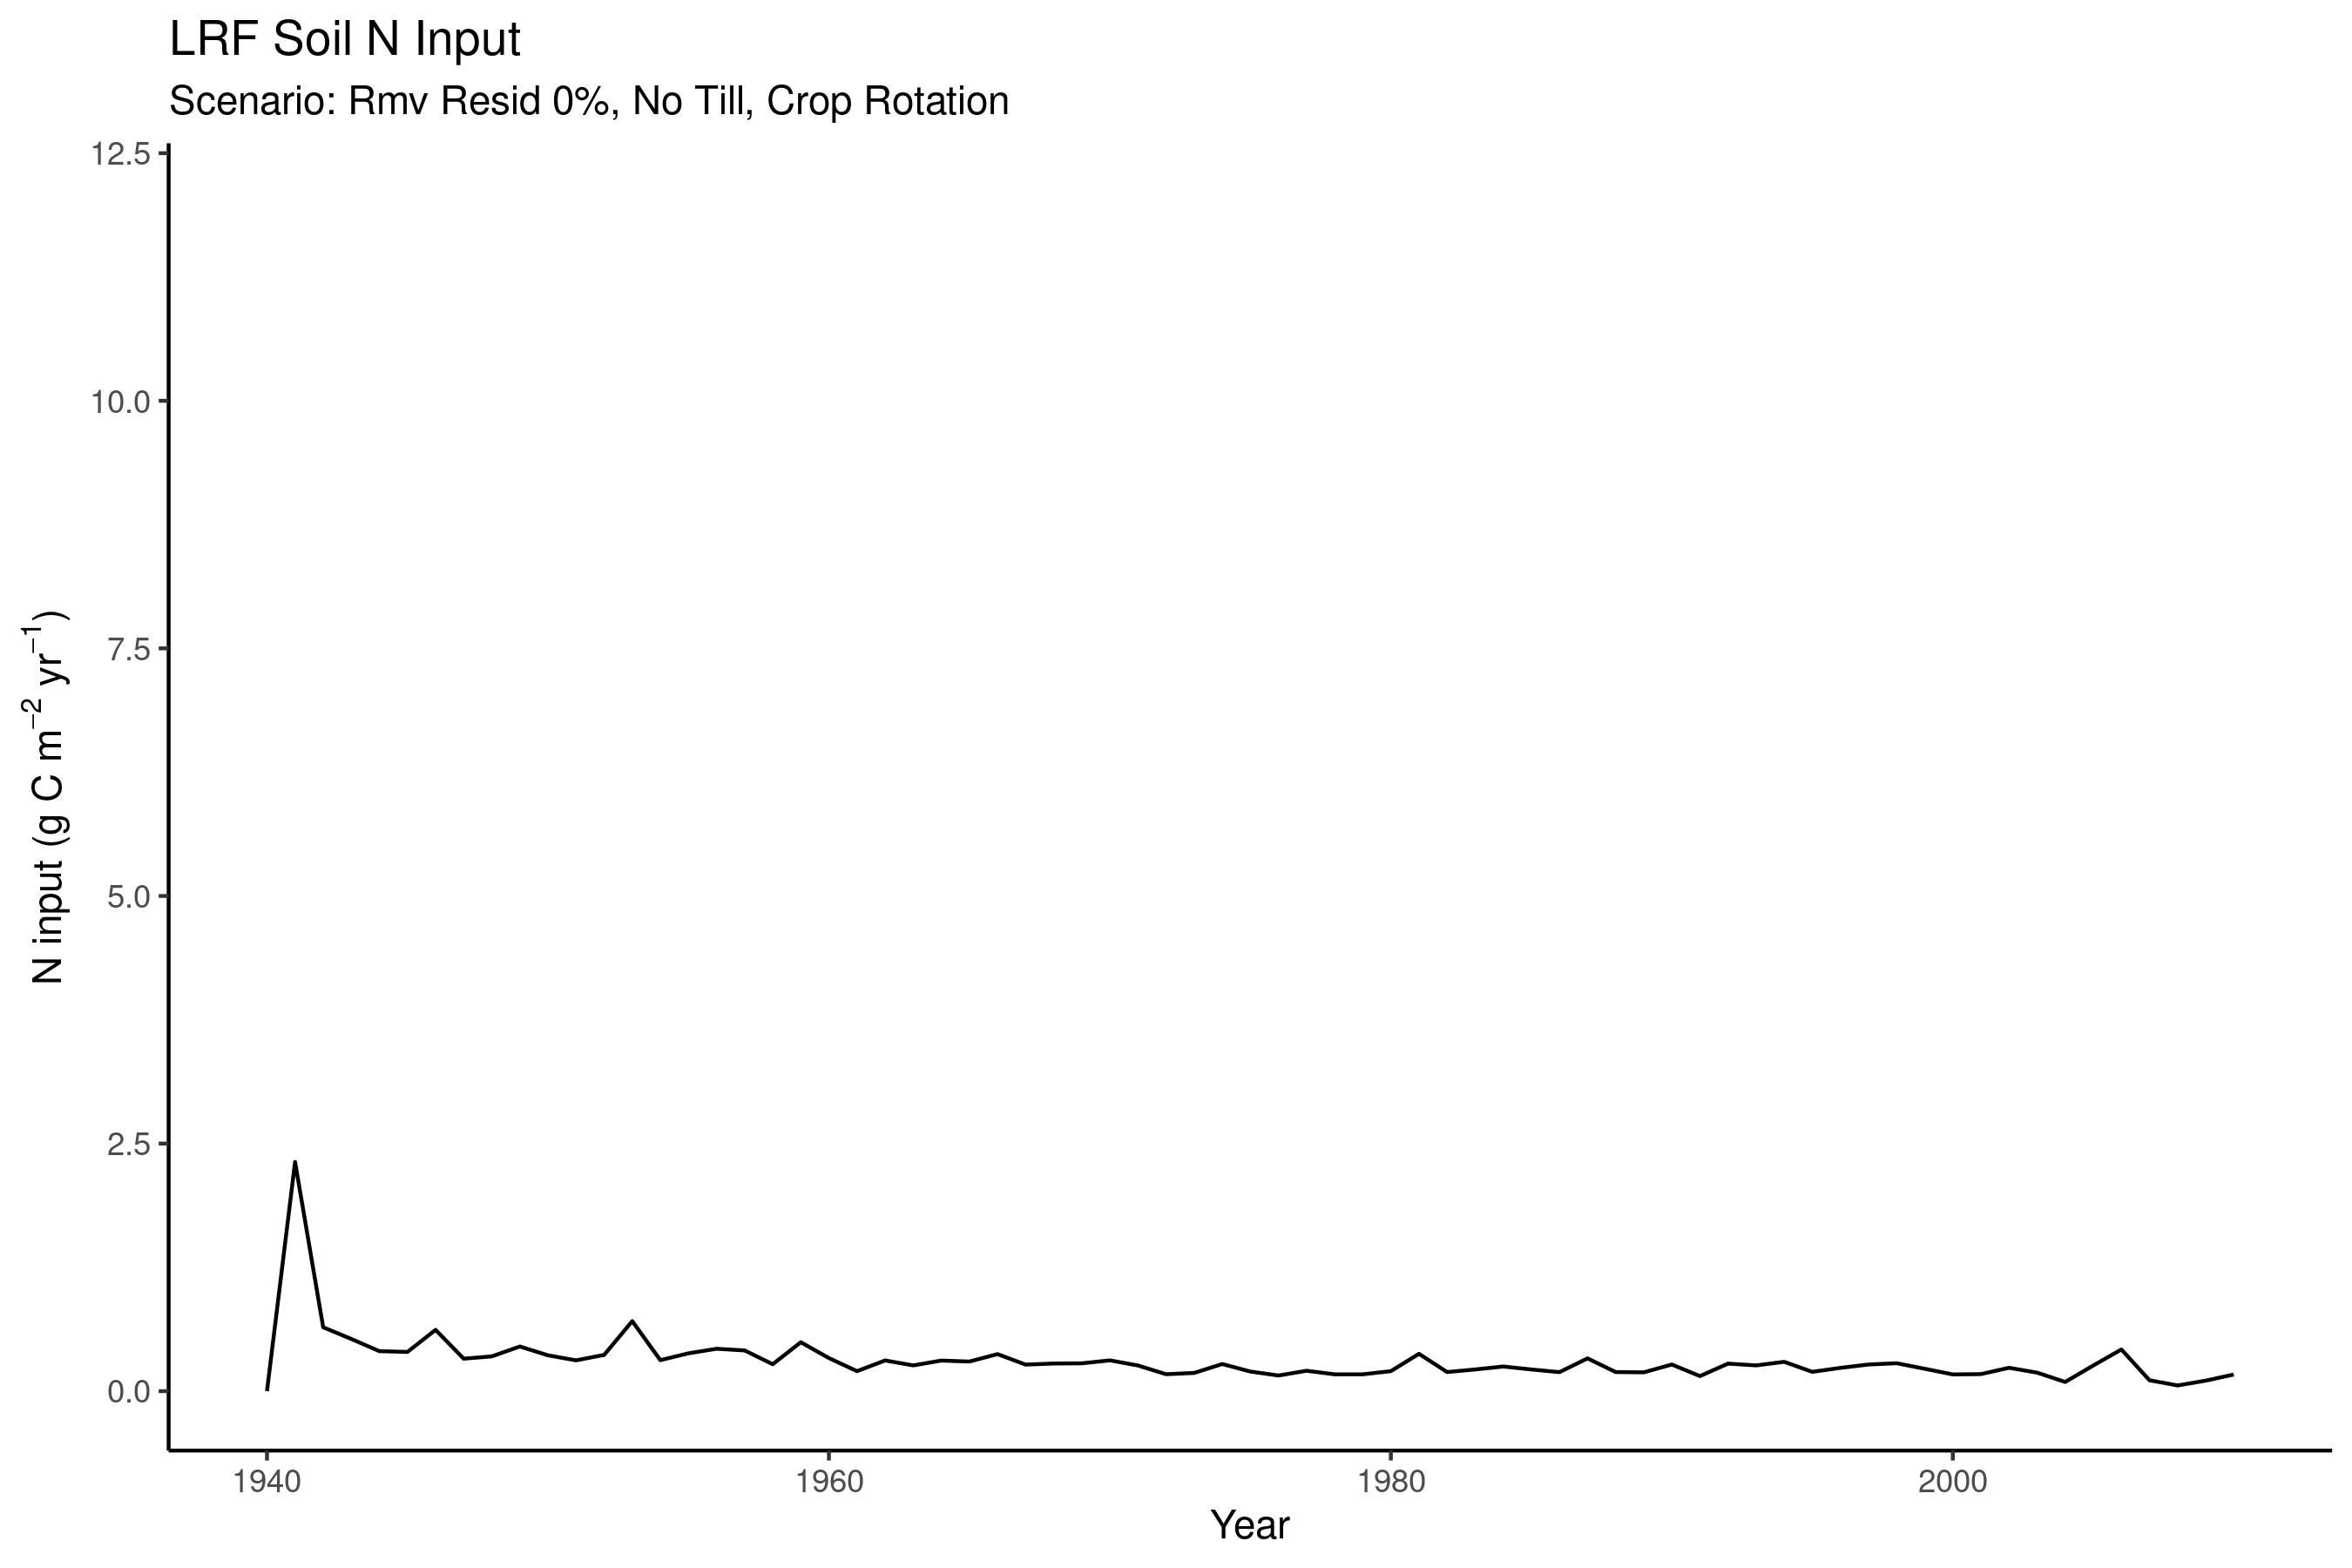 LRF Soil N Input
Scenario: Rmv Resid 0%, No Till, Crop Rotation
12.5
10.0
7.5
5.0
2.5
0.0
N input (g C m⁻² yr⁻¹)
1940 1960 1980 2000
Year